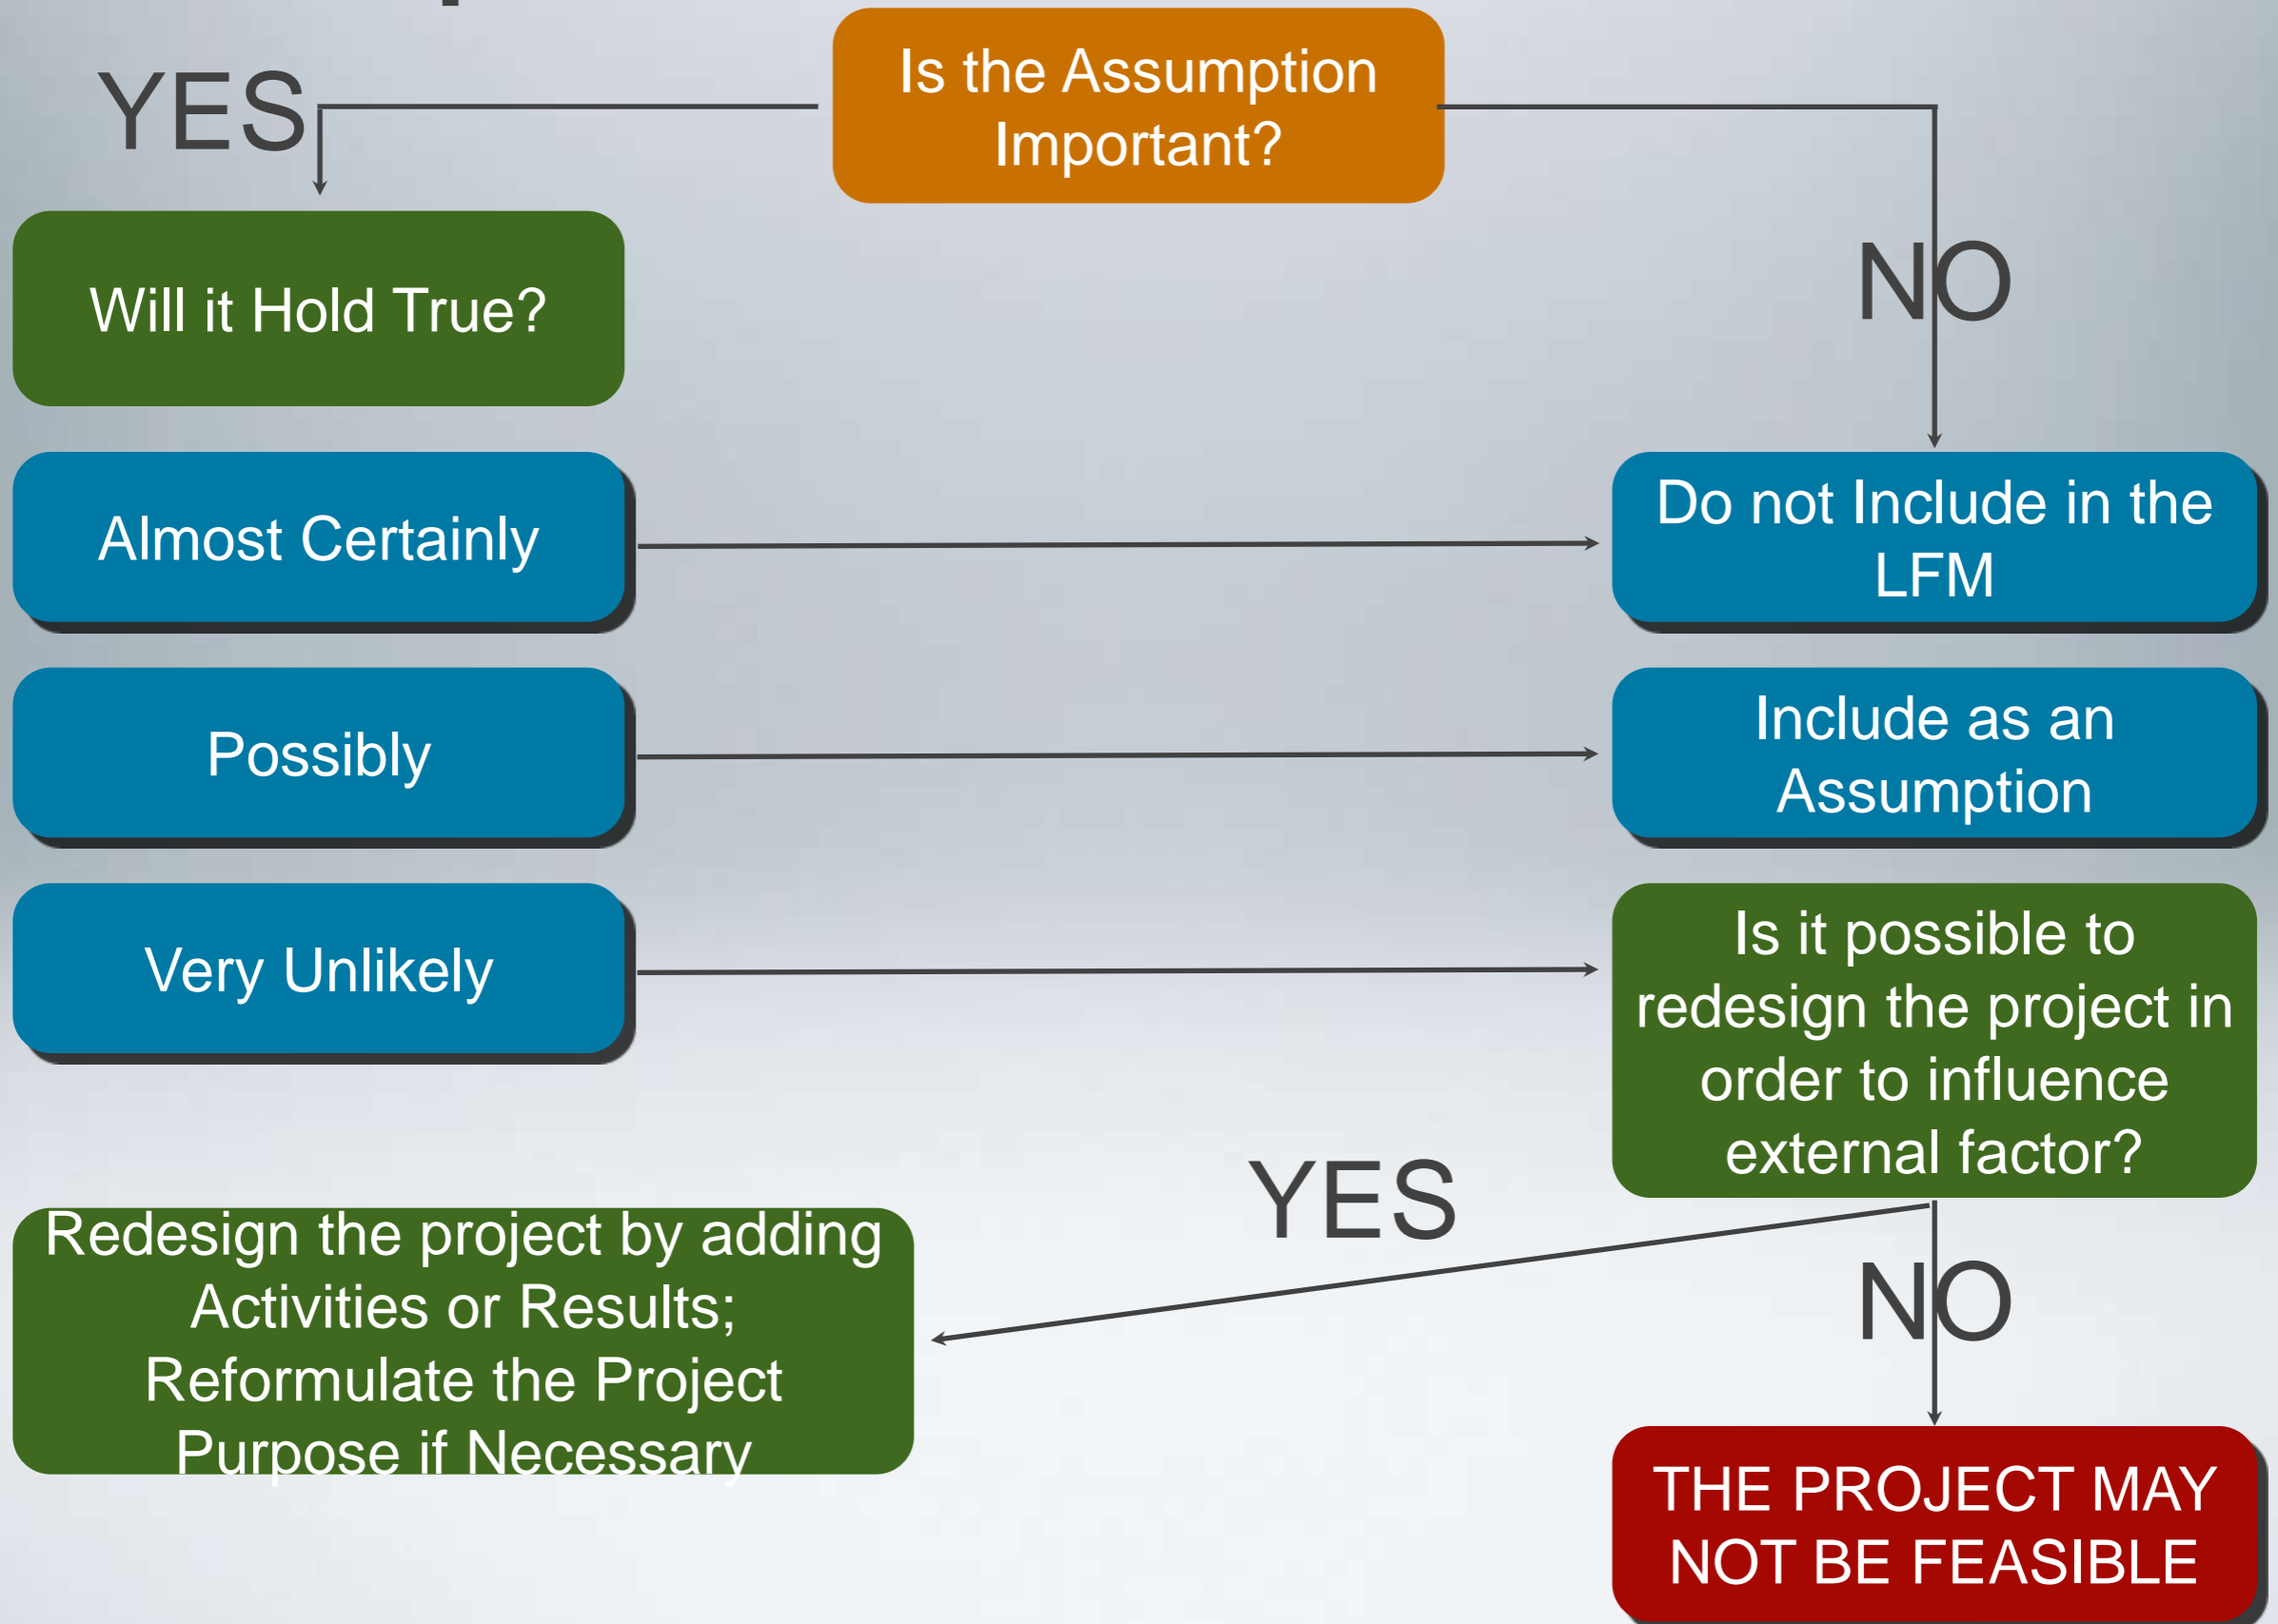 Is the Assumption
Important?
YES
NO
Will it Hold True?
Almost Certainly
Do not Include in the
LFM
Possibly
Include as an
Assumption
Very Unlikely
Is it possible to
redesign the project in
order to influence
external factor?
YES
NO
Redesign the project by adding
Activities or Results;
Reformulate the Project
Purpose if Necessary
THE PROJECT MAY
NOT BE FEASIBLE